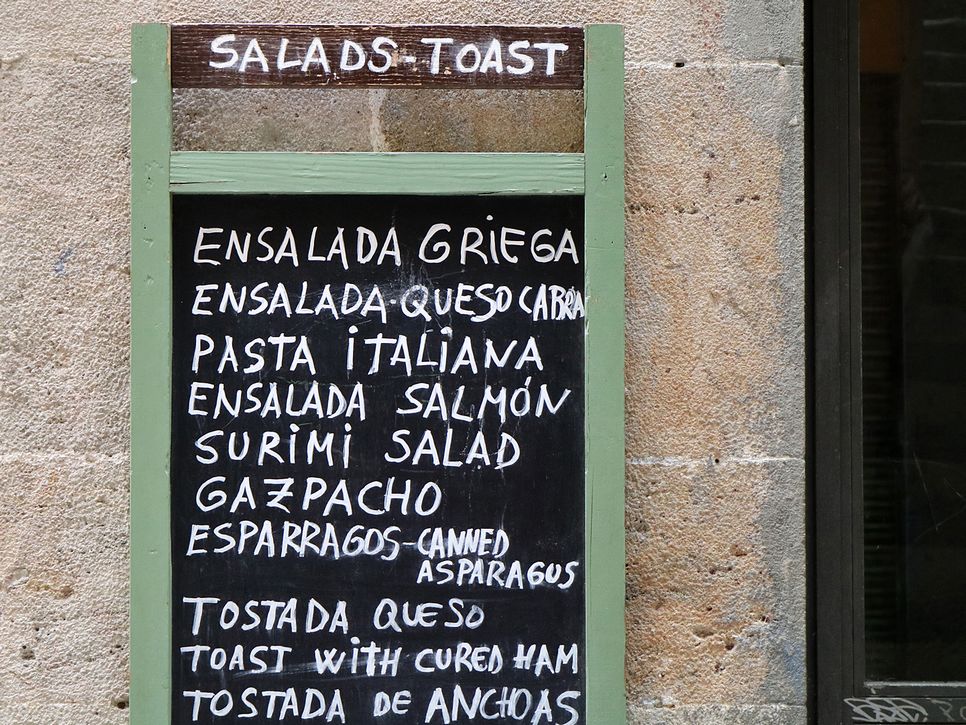 SALADS-TOAST
ENSALADA GRIEGA
ENSALADA-QUESO CABRA
PASTA ITALIANA
ENSALADA SALMÓN
SURIMI SALAD
GAZPACHO
ESPARRAGOS-CANNED
ASPARAGUS
TOSTADA QUESO
TOAST WITH CURED HAM
TOSTADA DE ANCHOAS